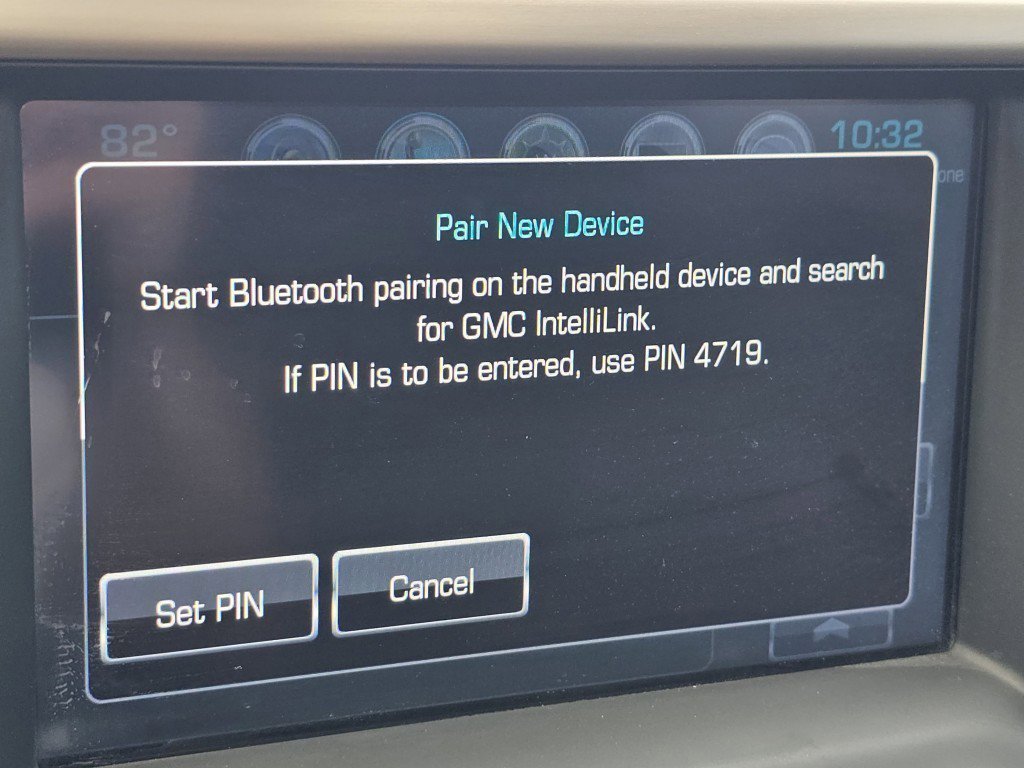 82° 10:32
one
Pair New Device
Start Bluetooth pairing on the handheld device and search
for GMC IntelliLink.
If PIN is to be entered, use PIN 4719.
Set PIN Cancel